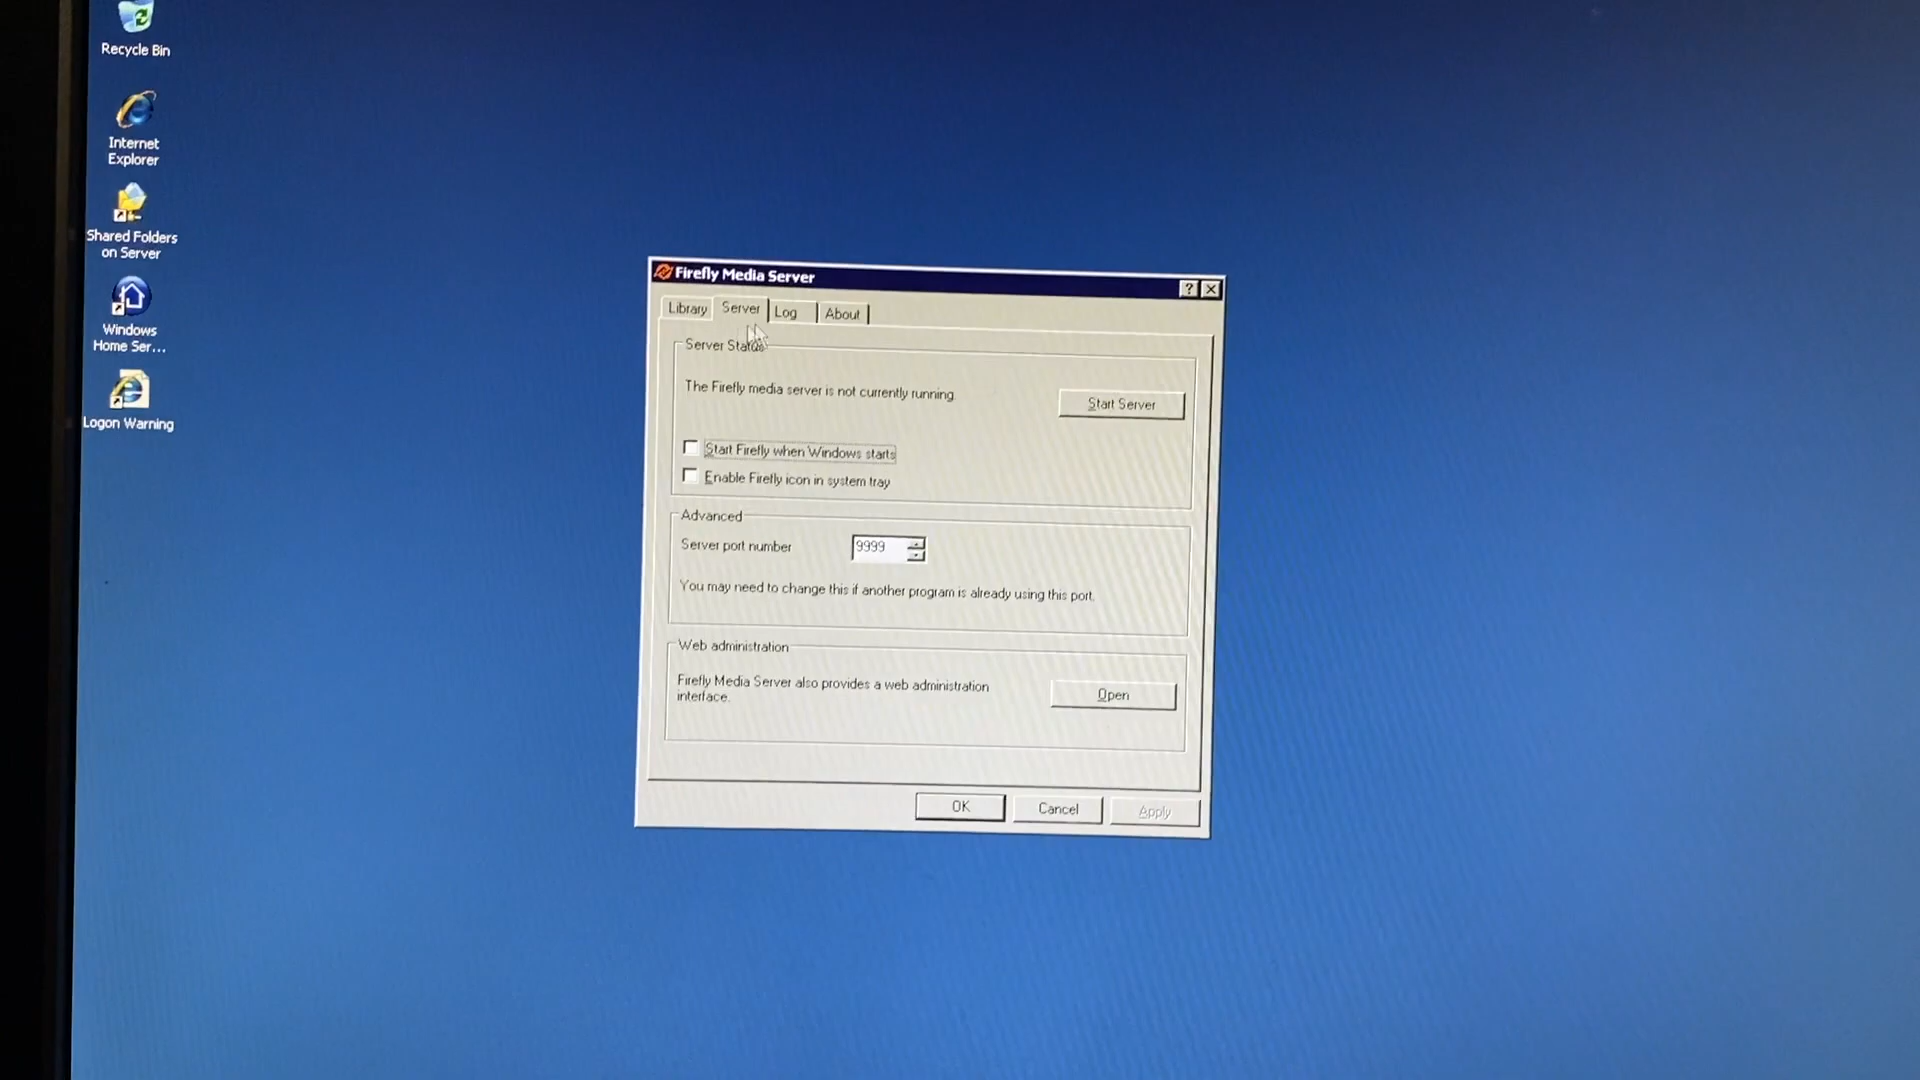 Recycle Bin
Internet
Explorer
Shared Folders
on Server
Windows
Home Ser...
Logon Warning
Firefly Media Server
Library
Server
Log
About
Server Status
The Firefly media server is not currently running.
Start Server
Start Firefly when Windows starts
Enable Firefly icon in system tray
Advanced
Server port number
9999
You may need to change this if another program is already using this port.
Web administration
Firefly Media Server also provides a web administration
interface.
Open
OK
Cancel
Apply